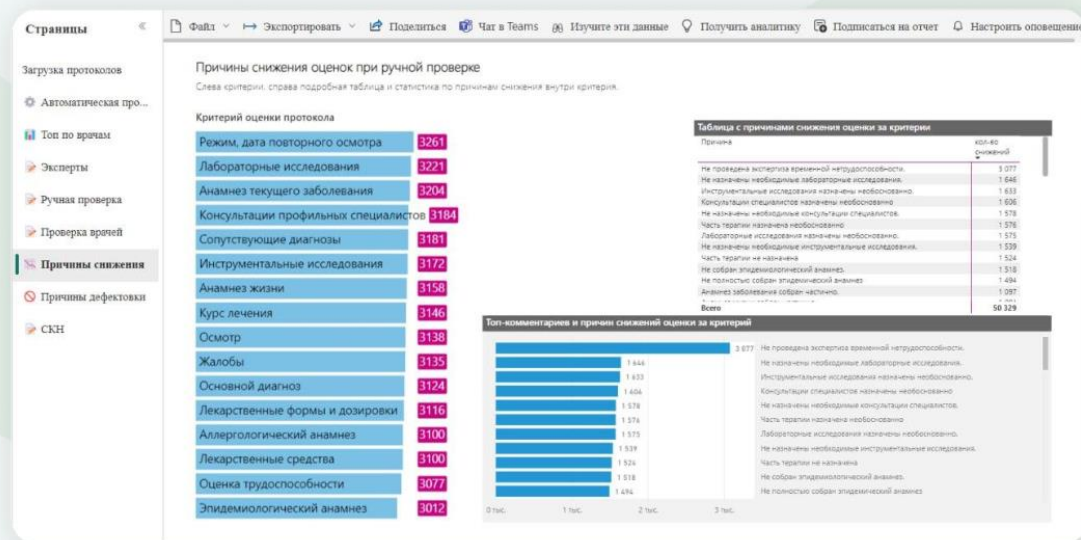 Страницы
Файл
Экспортировать
Поделиться
Чат в Teams
Изучите эти данные
Получить аналитику
Подписаться на отчет
Настроить оповещение
Загрузка протоколов
Автоматическая про...
Топ по врачам
Эксперты
Ручная проверка
Проверка врачей
Причины снижения
Причины дефектовки
СКН
Причины снижения оценок при ручной проверке
Слева критерии, справа подробная таблица и статистика по причинам снижения внутри критерия.
Критерий оценки протокола
Режим, дата повторного осмотра 3261
Лабораторные исследования 3221
Анамнез текущего заболевания 3204
Консультации профильных специалистов 3184
Сопутствующие диагнозы 3181
Инструментальные исследования 3172
Анамнез жизни 3158
Курс лечения 3146
Осмотр 3138
Жалобы 3135
Основной диагноз 3124
Лекарственные формы и дозировки 3116
Аллергологический анамнез 3100
Лекарственные средства 3100
Оценка трудоспособности 3077
Эпидемиологический анамнез 3012
Таблица с причинами снижения оценки за критерии
Причина кол-во снижений
Не проведена экспертиза временной нетрудоспособности. 3 077
Не назначены необходимые лабораторные исследования. 1 646
Инструментальные исследования назначены необоснованно. 1 633
Консультации специалистов назначены необоснованно 1 606
Не назначены необходимые консультации специалистов. 1 578
Часть терапии назначена необоснованно 1 576
Лабораторные исследования назначены необоснованно. 1 575
Не назначены необходимые инструментальные исследования. 1 539
Часть терапии не назначена 1 524
Не собран эпидемиологический анамнез. 1 518
Не полностью собран эпидемический анамнез 1 494
Анамнез заболевания собран частично. 1 097
Всего 50 329
Топ-комментариев и причин снижений оценки за критерий
3 077 Не проведена экспертиза временной нетрудоспособности.
1 646 Не назначены необходимые лабораторные исследования.
1 633 Инструментальные исследования назначены необоснованно.
1 606 Консультации специалистов назначены необоснованно
1 578 Не назначены необходимые консультации специалистов.
1 576 Часть терапии назначена необоснованно
1 575 Лабораторные исследования назначены необоснованно.
1 539 Не назначены необходимые инструментальные исследования.
1 524 Часть терапии не назначена
1 518 Не собран эпидемиологический анамнез.
1 494 Не полностью собран эпидемический анамнез
0 тыс. 1 тыс. 2 тыс. 3 тыс.